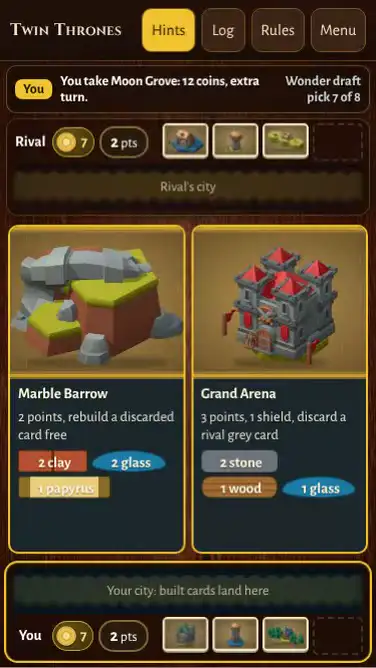 TWIN THRONES
Hints
Log
Rules
Menu
You
You take Moon Grove: 12 coins, extra
turn.
Wonder draft
pick 7 of 8
Rival
7
2 pts
Rival's city
Marble Barrow
2 points, rebuild a discarded
card free
2 clay
2 glass
1 papyrus
Grand Arena
3 points, 1 shield, discard a
rival grey card
2 stone
1 wood
1 glass
Your city: built cards land here
You
7
2 pts